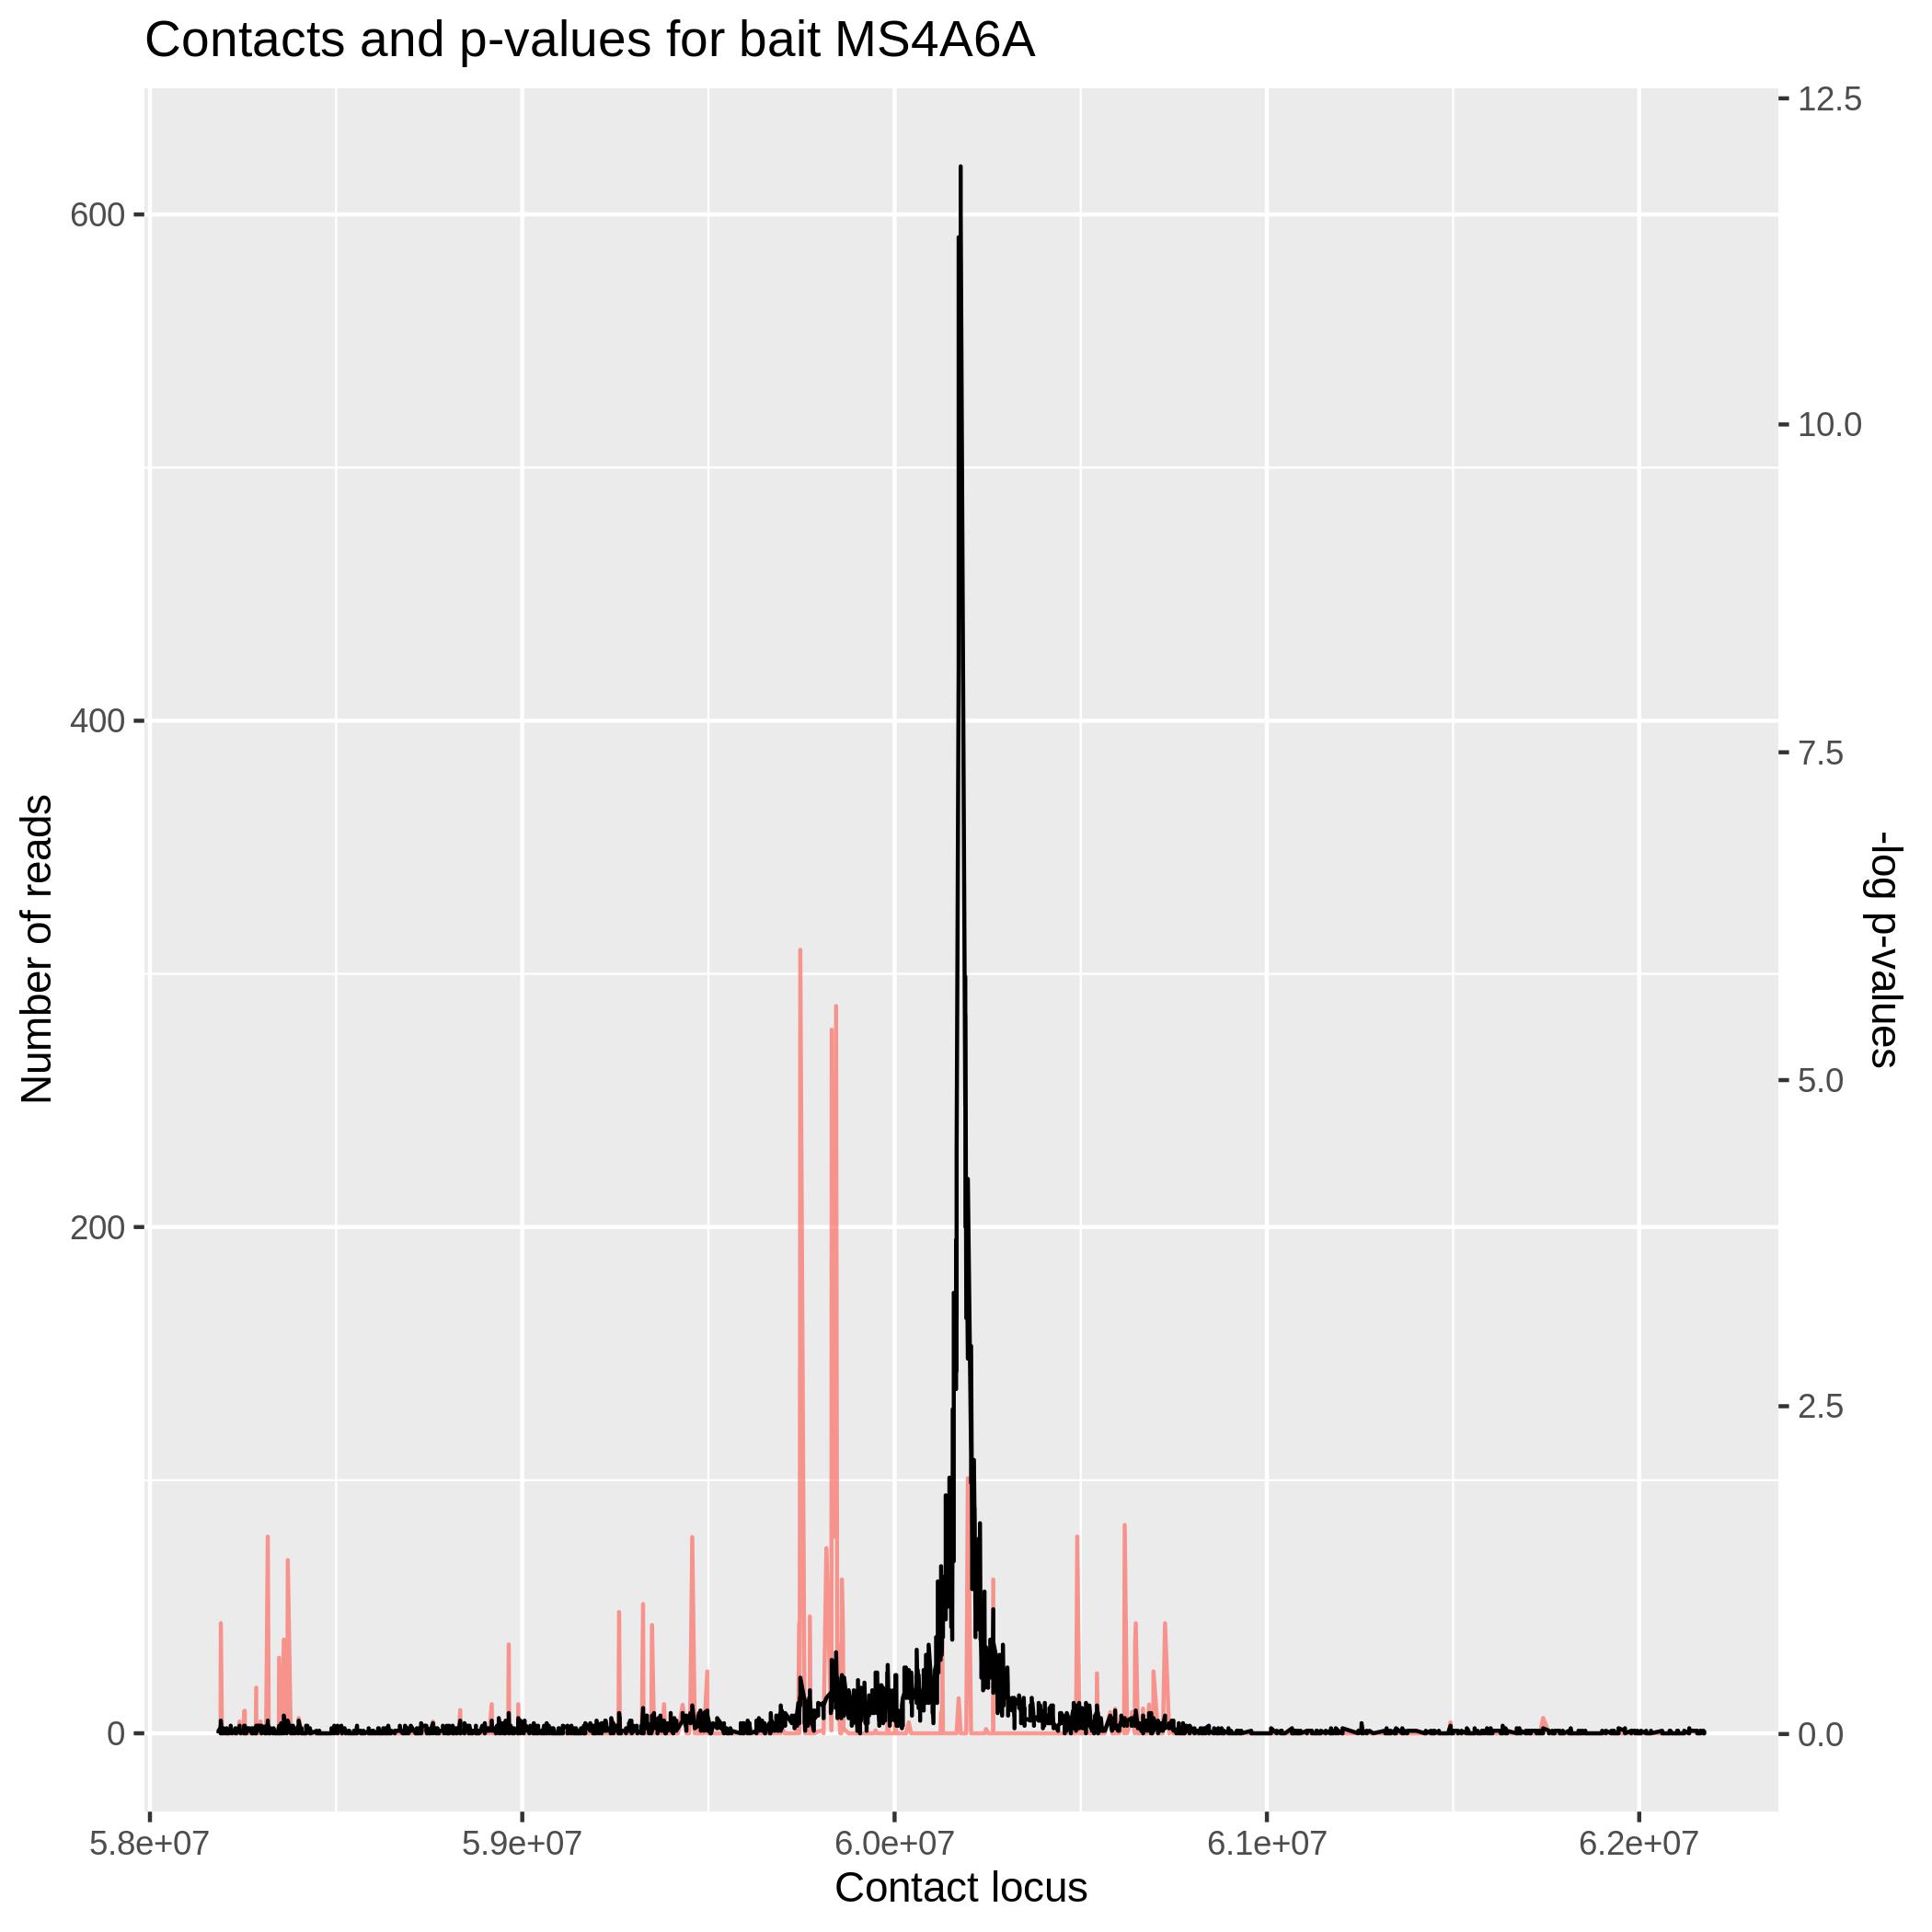 Contacts and p-values for bait MS4A6A
600
400
200
0
Number of reads
12.5
10.0
7.5
5.0
2.5
0.0
-log p-values
5.8e+07
5.9e+07
6.0e+07
6.1e+07
6.2e+07
Contact locus